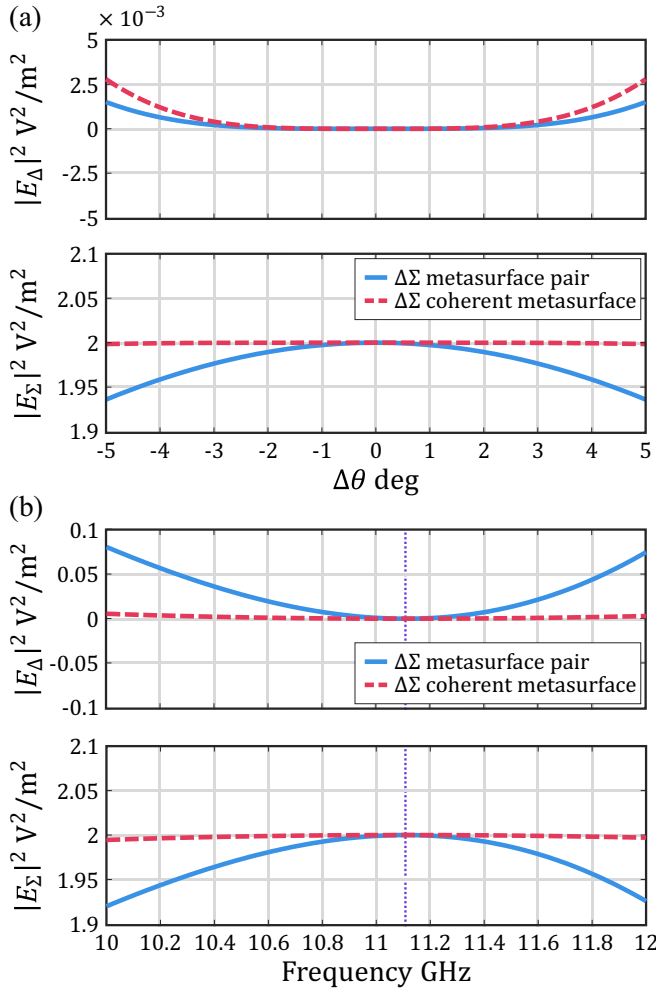 (a)
× 10⁻³
5
2.5
0
-2.5
-5
|E_Δ|² V²/m²
2.1
2.05
2
1.95
1.9
|E_Σ|² V²/m²
ΔΣ metasurface pair
ΔΣ coherent metasurface
-5 -4 -3 -2 -1 0 1 2 3 4 5
Δθ deg
(b)
0.1
0.05
0
-0.05
-0.1
|E_Δ|² V²/m²
ΔΣ metasurface pair
ΔΣ coherent metasurface
2.1
2.05
2
1.95
1.9
|E_Σ|² V²/m²
10 10.2 10.4 10.6 10.8 11 11.2 11.4 11.6 11.8 12
Frequency GHz